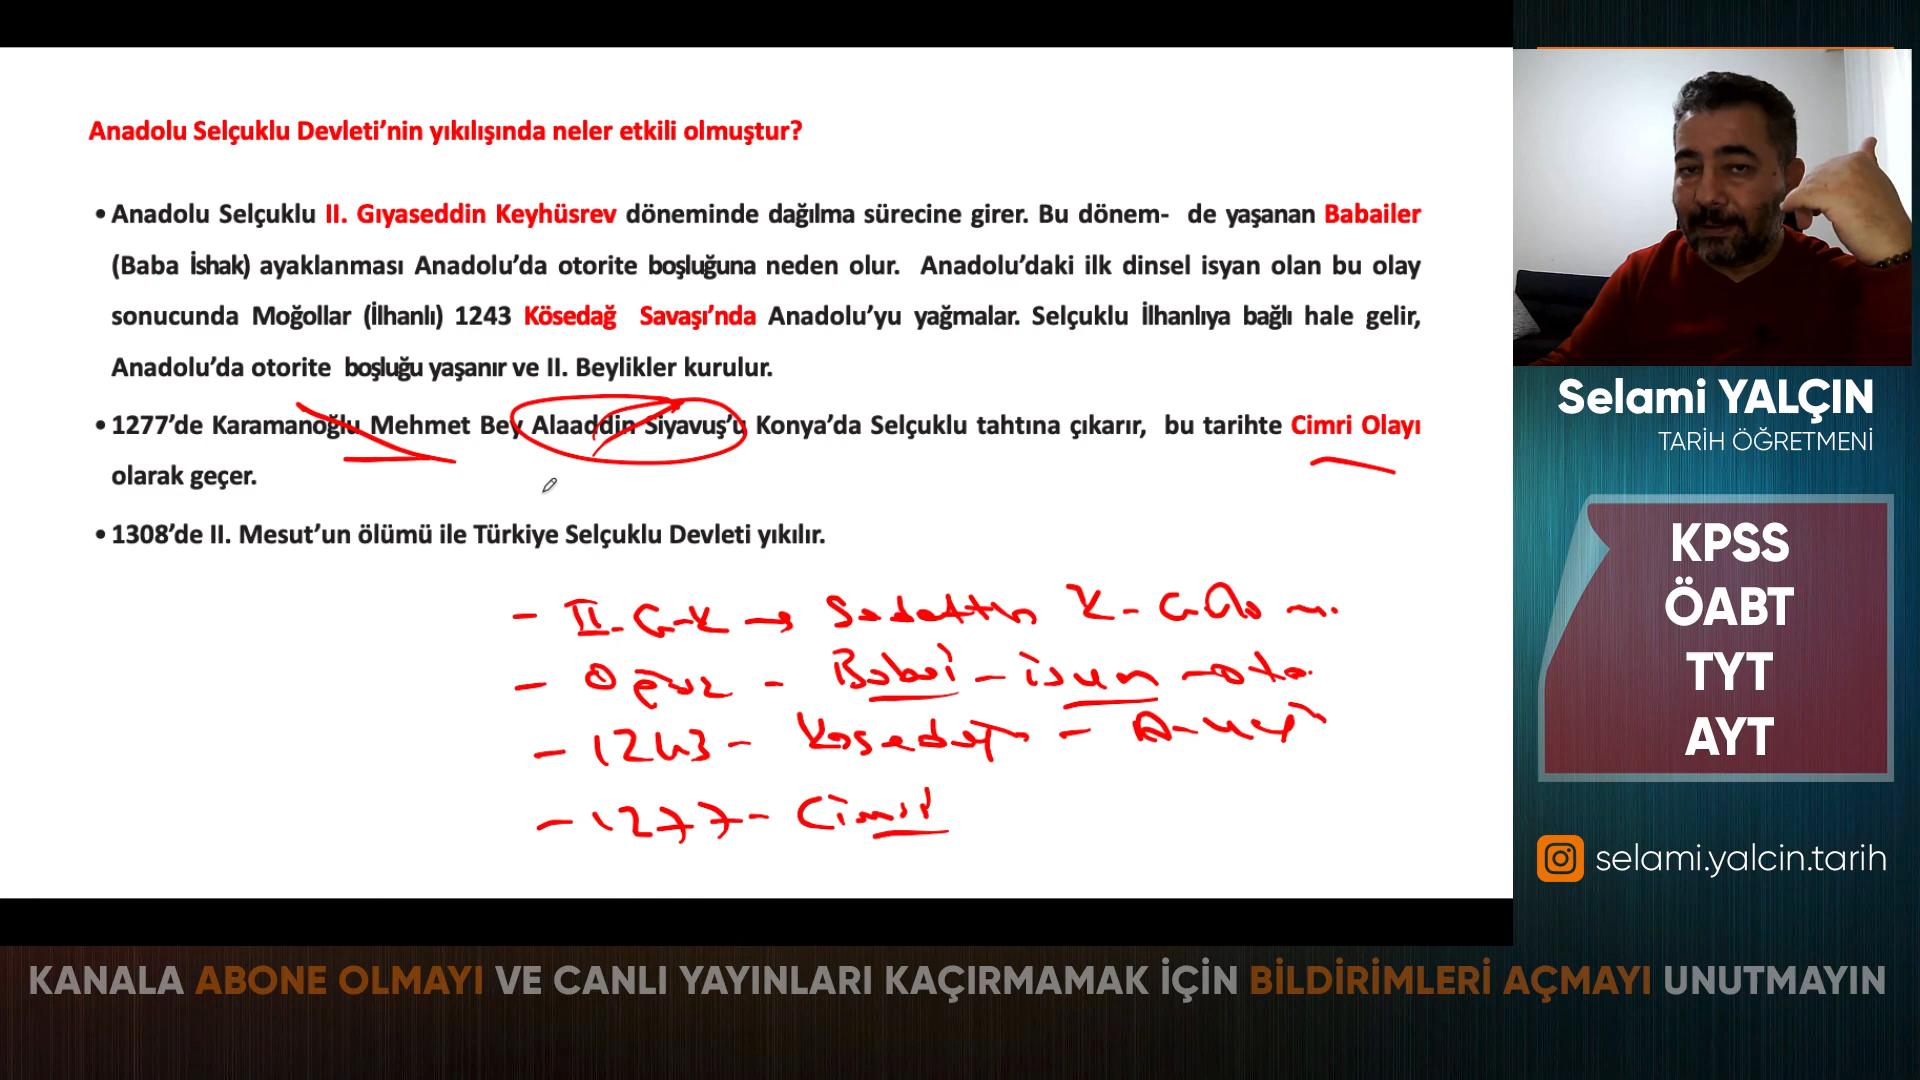 Anadolu Selçuklu Devleti’nin yıkılışında neler etkili olmuştur?
• Anadolu Selçuklu II. Gıyaseddin Keyhüsrev döneminde dağılma sürecine girer. Bu dönem- de yaşanan Babailer
(Baba İshak) ayaklanması Anadolu’da otorite boşluğuna neden olur. Anadolu’daki ilk dinsel isyan olan bu olay
sonucunda Moğollar (İlhanlı) 1243 Kösedağ Savaşı’nda Anadolu’yu yağmalar. Selçuklu İlhanlıya bağlı hale gelir,
Anadolu’da otorite boşluğu yaşanır ve II. Beylikler kurulur.
• 1277’de Karamanoğlu Mehmet Bey Alaaddin Siyavuş’u Konya’da Selçuklu tahtına çıkarır, bu tarihte Cimri Olayı
olarak geçer.
• 1308’de II. Mesut’un ölümü ile Türkiye Selçuklu Devleti yıkılır.
- II. G-K → Sadettin K-
- - Babai -
- 1243 - Kösedağ -
- 1277 - Cimri
Selami YALÇIN
TARİH ÖĞRETMENİ
KPSS
ÖABT
TYT
AYT
selami.yalcin.tarih
KANALA ABONE OLMAYI VE CANLI YAYINLARI KAÇIRMAMAK İÇİN BİLDİRİMLERİ AÇMAYI UNUTMAYIN